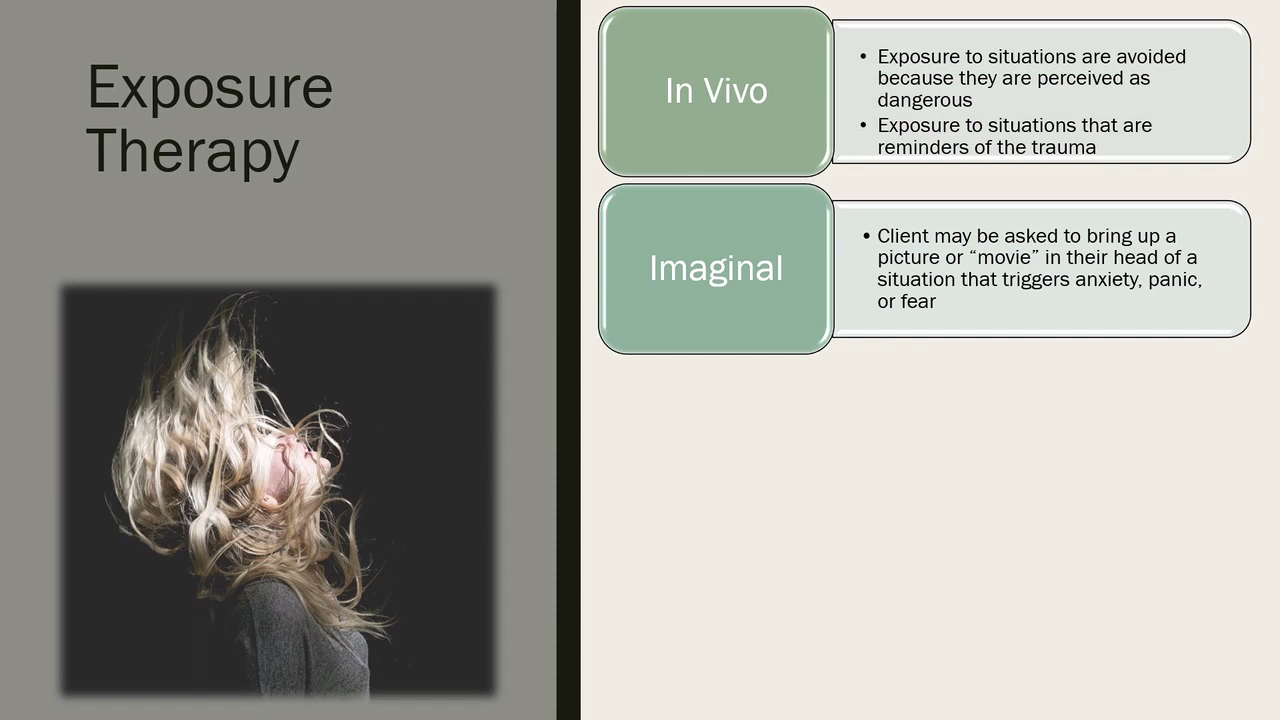 Exposure
Therapy
In Vivo
• Exposure to situations are avoided
because they are perceived as
dangerous
• Exposure to situations that are
reminders of the trauma
Imaginal
• Client may be asked to bring up a
picture or “movie” in their head of a
situation that triggers anxiety, panic,
or fear